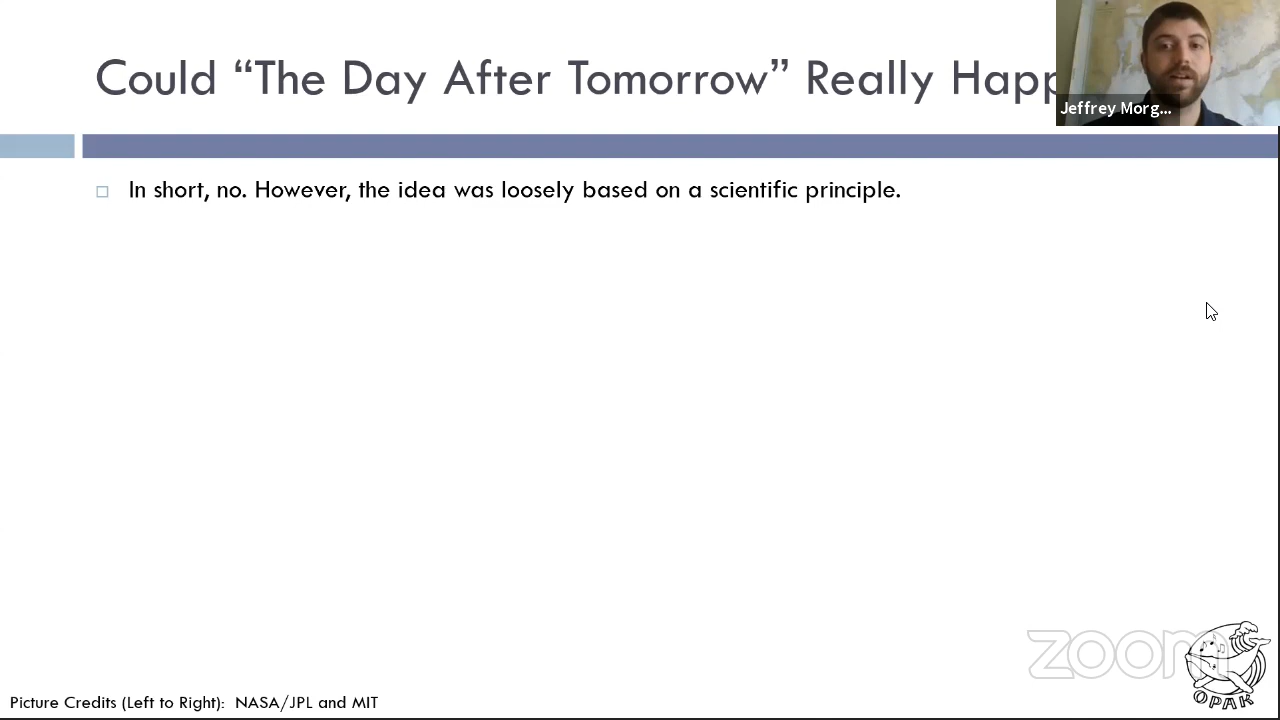 Could “The Day After Tomorrow” Really Happ
Jeffrey Morg...
In short, no. However, the idea was loosely based on a scientific principle.
zoom
OPAK
Picture Credits (Left to Right): NASA/JPL and MIT